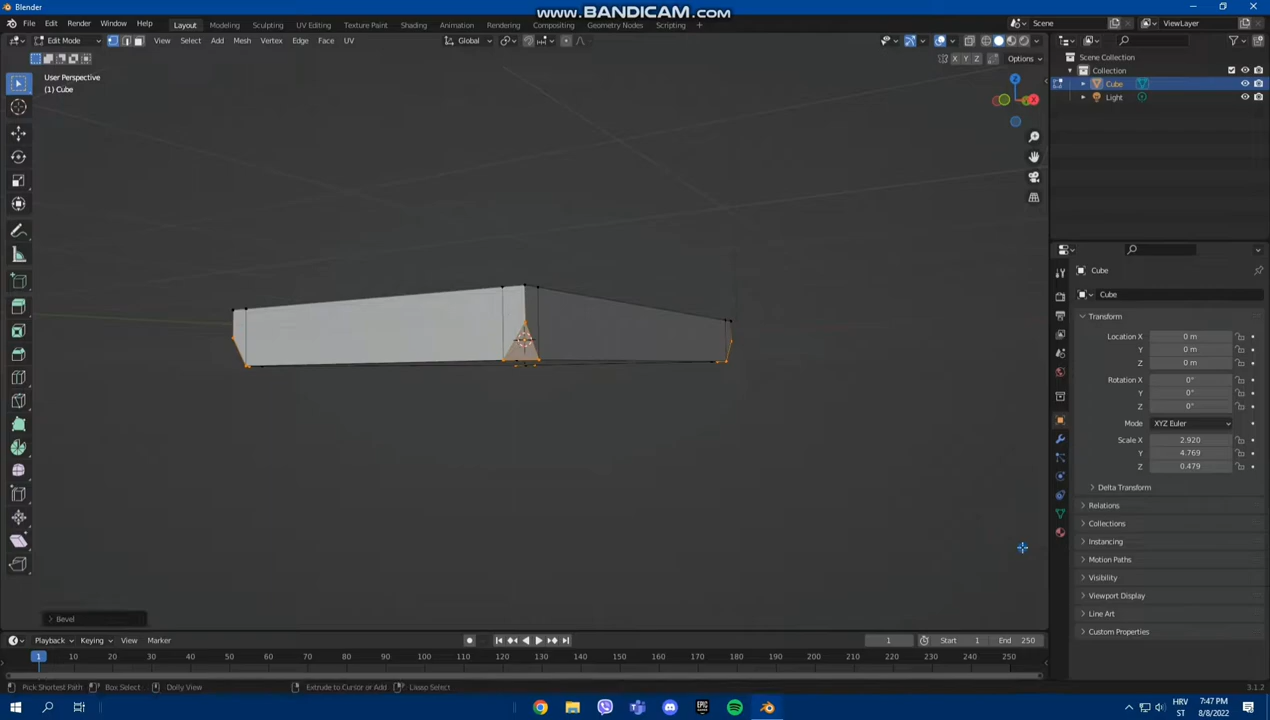 Blender
www.BANDICAM.com
File Edit Render Window Help Layout Modeling Sculpting UV Editing Texture Paint Shading Animation Rendering Compositing Geometry Nodes Scripting Scene ViewLayer
Edit Mode View Select Add Mesh Vertex Edge Face UV Global
X Y Z Options
User Perspective
(1) Cube
Scene Collection
Collection
Cube
Light
Z
X
Cube
Cube
Transform
Location X 0 m
Y 0 m
Z 0 m
Rotation X 0°
Y 0°
Z 0°
Mode XYZ Euler
Scale X 2.920
Y 4.769
Z 0.479
Delta Transform
Relations
Collections
Instancing
Motion Paths
Visibility
Viewport Display
Line Art
Custom Properties
Bevel
Playback Keying View Marker 1 Start 1 End 250
1 10 20 30 40 50 60 70 80 90 100 110 120 130 140 150 160 170 180 190 200 210 220 230 240 250
Pick Shortest Path Box Select Dolly View Extrude to Cursor or Add Lasso Select 3.1.2
EPIC
HRV 7:47 PM
ST 8/8/2022